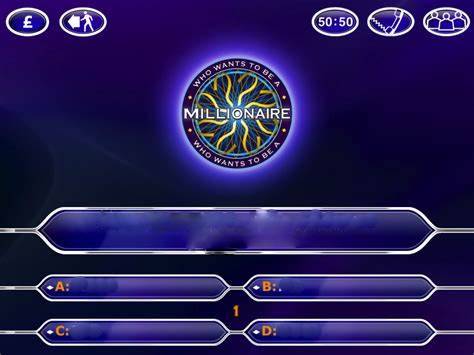 £
50:50
WHO WANTS TO BE A
MILLIONAIRE
WHO WANTS TO BE A
A:
B:
1
C:
D: